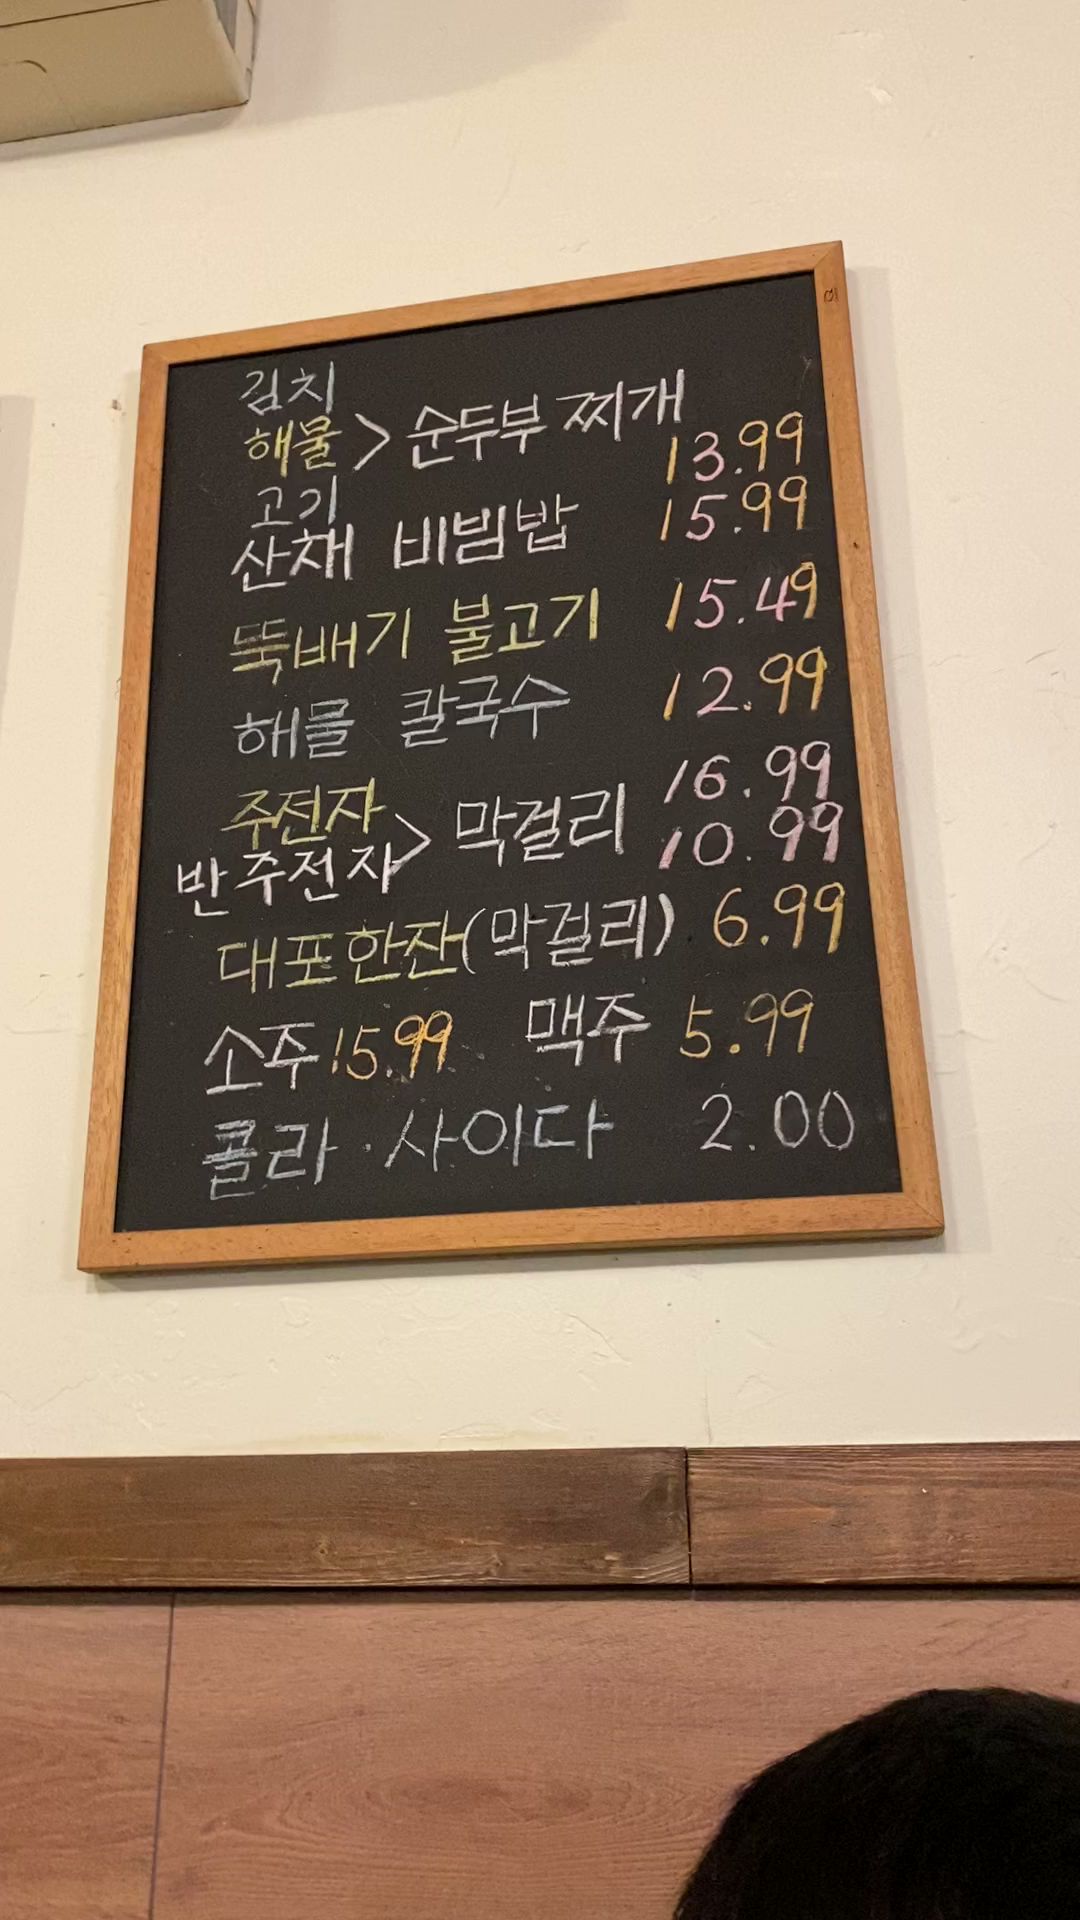 김치
해물 > 순두부 찌개 13.99
고기
산채 비빔밥 15.99
뚝배기 불고기 15.49
해물 칼국수 12.99
주전자 > 막걸리 16.99
반주전자 10.99
대포한잔(막걸리) 6.99
소주 15.99 맥주 5.99
콜라 · 사이다 2.00